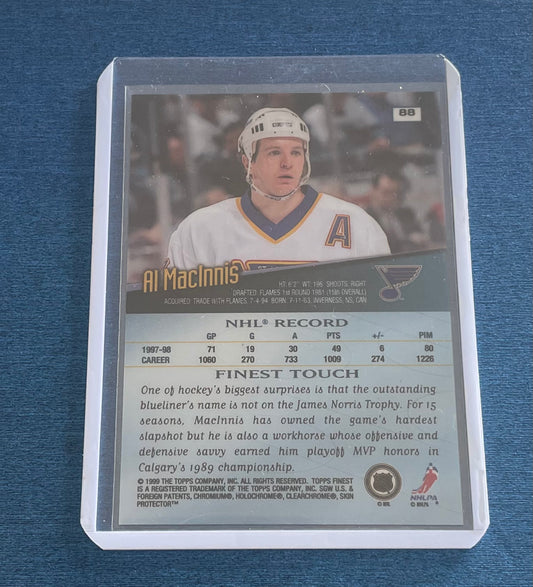 88
A
Al MacInnis
HT: 6'2" WT: 196 SHOOTS: RIGHT
DRAFTED: FLAMES 1st ROUND 1981 (15th OVERALL)
ACQUIRED: TRADE WITH FLAMES, 7-4-94 BORN: 7-11-63, INVERNESS, NS, CAN
NHL® RECORD
GP G A PTS +/- PIM
1997-98 71 19 30 49 6 80
CAREER 1060 270 733 1009 274 1226
FINEST TOUCH
One of hockey's biggest surprises is that the outstanding
blueliner's name is not on the James Norris Trophy. For 15
seasons, MacInnis has owned the game's hardest
slapshot but he is also a workhorse whose offensive and
defensive savvy earned him playoff MVP honors in
Calgary's 1989 championship.
© 1999 THE TOPPS COMPANY, INC. ALL RIGHTS RESERVED. TOPPS FINEST
IS A REGISTERED TRADEMARK OF THE TOPPS COMPANY, INC. SGW U.S. &
FOREIGN PATENTS, CHROMIUM®, HOLOCHROME®, CLEARCHROME®, SKIN
PROTECTOR™
© NHL
NHLPA
© NHLPA